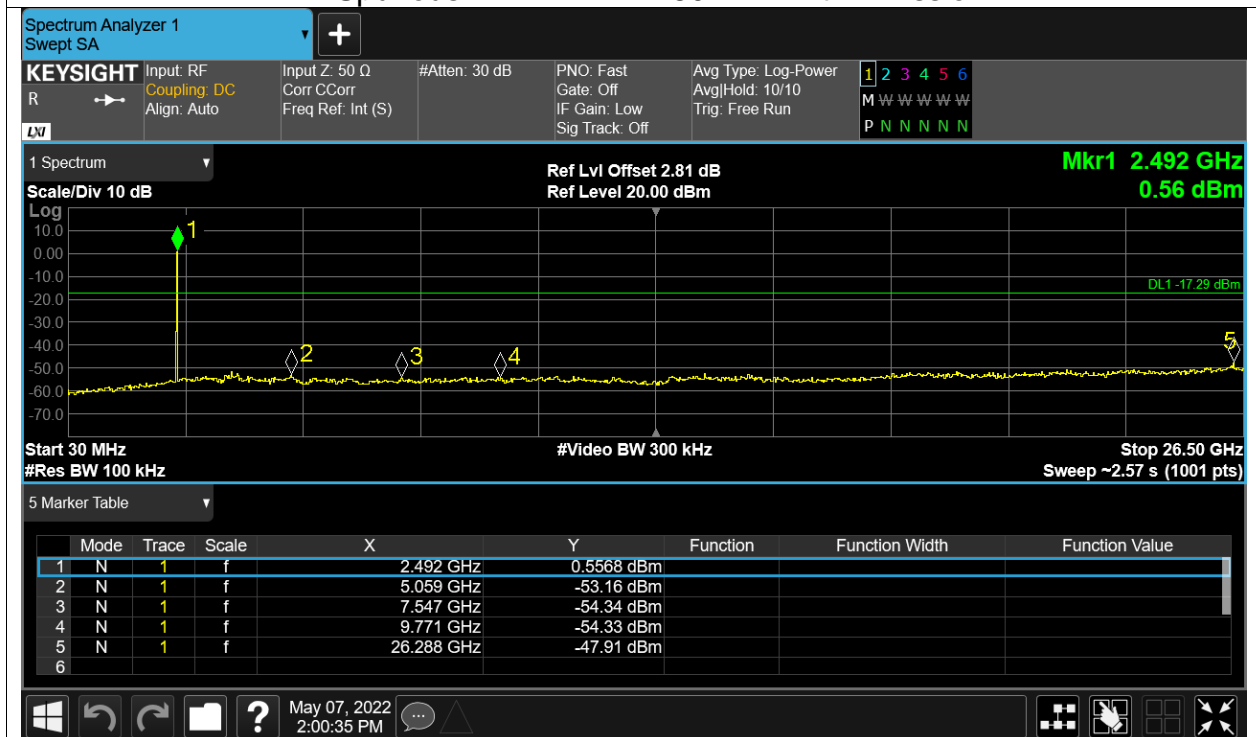 Spectrum Analyzer 1
Swept SA
+
KEYSIGHT
R
LXI
Input: RF
Coupling: DC
Align: Auto
Input Z: 50 Ω
Corr CCorr
Freq Ref: Int (S)
#Atten: 30 dB
PNO: Fast
Gate: Off
IF Gain: Low
Sig Track: Off
Avg Type: Log-Power
Avg|Hold: 10/10
Trig: Free Run
1 2 3 4 5 6
M W W W W W
P N N N N N
1 Spectrum
Scale/Div 10 dB
Ref Lvl Offset 2.81 dB
Ref Level 20.00 dBm
Mkr1 2.492 GHz
0.56 dBm
Log
10.0
0.00
-10.0
-20.0
-30.0
-40.0
-50.0
-60.0
-70.0
1
2
3
4
5
DL1 -17.29 dBm
Start 30 MHz
#Res BW 100 kHz
#Video BW 300 kHz
Stop 26.50 GHz
Sweep ~2.57 s (1001 pts)
5 Marker Table
Mode Trace Scale X Y Function Function Width Function Value
1 N 1 f 2.492 GHz 0.5568 dBm
2 N 1 f 5.059 GHz -53.16 dBm
3 N 1 f 7.547 GHz -54.34 dBm
4 N 1 f 9.771 GHz -54.33 dBm
5 N 1 f 26.288 GHz -47.91 dBm
6
?
May 07, 2022
2:00:35 PM